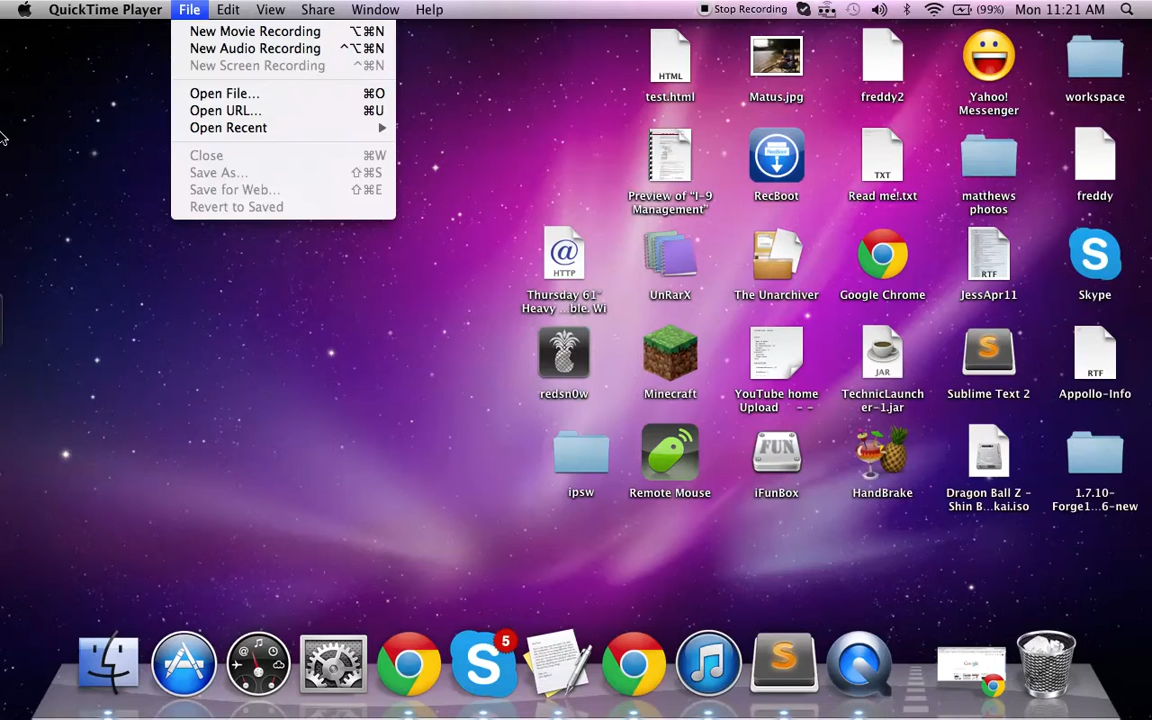 QuickTime Player File Edit View Share Window Help Stop Recording (99%) Mon 11:21 AM
New Movie Recording ⌥⌘N
New Audio Recording ^⌥⌘N
New Screen Recording ^⌘N
Open File... ⌘O
Open URL... ⌘U
Open Recent
Close ⌘W
Save As... ⇧⌘S
Save for Web... ⇧⌘E
Revert to Saved
HTML
test.html
Matus.jpg
freddy2
Yahoo!
Messenger
workspace
Preview of "I-9
Management"
RecBoot
RecBoot
TXT
Read me!.txt
matthews
photos
freddy
HTTP
Thursday 61°
Heavy ...ble. Wi
UnRarX
The Unarchiver
Google Chrome
RTF
JessApr11
Skype
redsn0w
Minecraft
YouTube home
Upload - -
JAR
TechnicLaunch
er-1.jar
Sublime Text 2
RTF
Appollo-Info
ipsw
Remote Mouse
FUN
iFunBox
HandBrake
Dragon Ball Z -
Shin B...kai.iso
1.7.10-
Forge1...6-new
5
Google